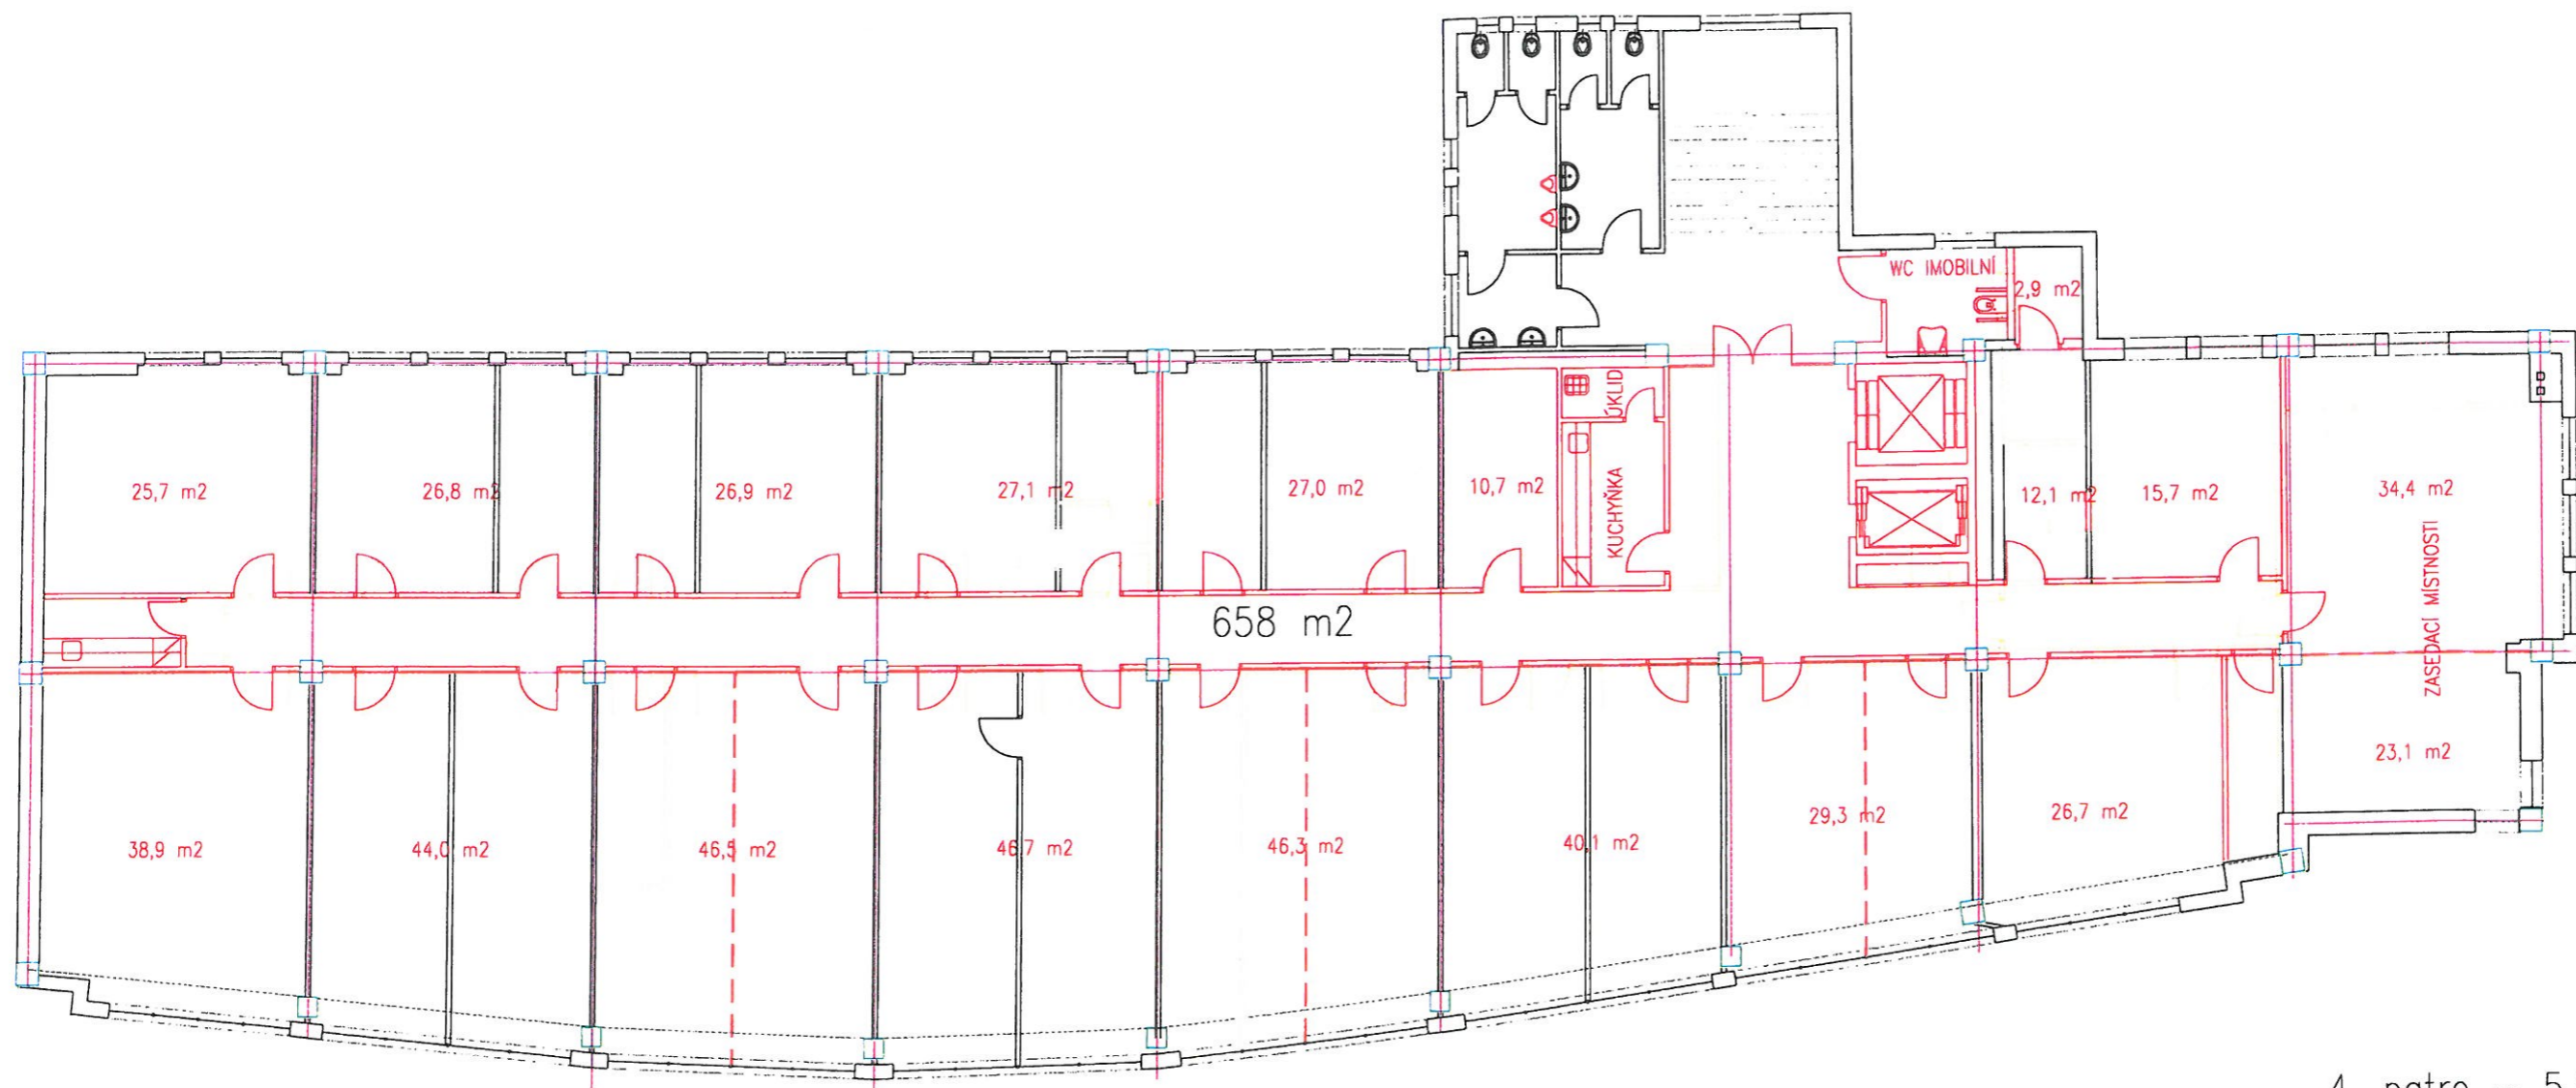 WC IMOBILNÍ
2,9 m2
25,7 m2
26,8 m2
26,9 m2
27,1 m2
27,0 m2
10,7 m2
ÚKLID
KUCHYŇKA
12,1 m2
15,7 m2
34,4 m2
ZASEDACÍ MÍSTNOSTI
658 m2
38,9 m2
44,0 m2
46,5 m2
46,7 m2
46,3 m2
40,1 m2
29,3 m2
26,7 m2
23,1 m2